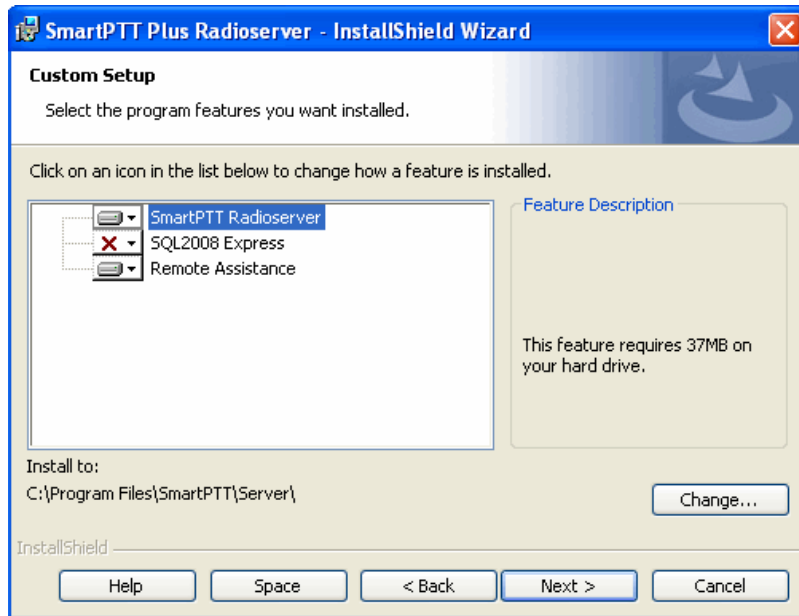 SmartPTT Plus Radioserver - InstallShield Wizard
Custom Setup
Select the program features you want installed.
Click on an icon in the list below to change how a feature is installed.
SmartPTT Radioserver
SQL2008 Express
Remote Assistance
Feature Description
This feature requires 37MB on
your hard drive.
Install to:
C:\Program Files\SmartPTT\Server\
Change...
InstallShield
Help
Space
< Back
Next >
Cancel